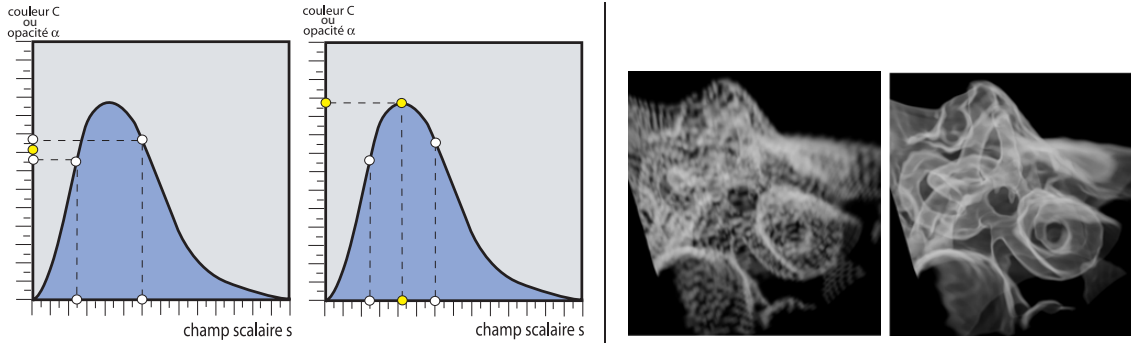 couleur C
ou
opacité α
champ scalaire s
couleur C
ou
opacité α
champ scalaire s